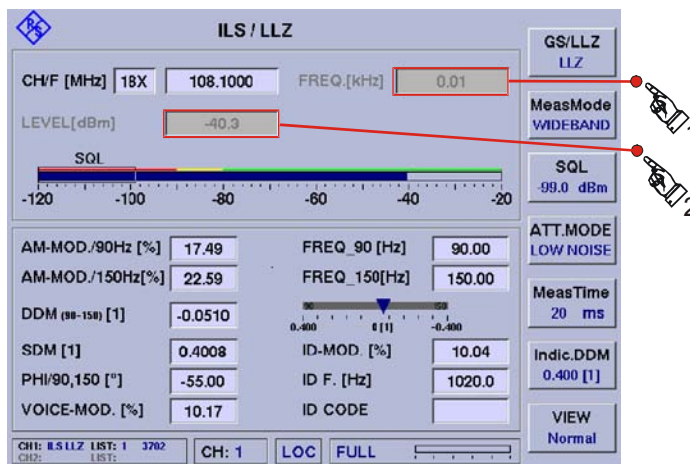 R&S
ILS / LLZ
CH/F [MHz] 18X 108.1000 FREQ.[kHz] 0.01
LEVEL[dBm] -40.3
SQL
-120 -100 -80 -60 -40 -20
AM-MOD./90Hz [%] 17.49 FREQ_90 [Hz] 90.00
AM-MOD./150Hz[%] 22.59 FREQ_150[Hz] 150.00
DDM (90-150) [1] -0.0510
90 150
0.400 0 [1] -0.400
SDM [1] 0.4008 ID-MOD. [%] 10.04
PHI/90,150 [°] -55.00 ID F. [Hz] 1020.0
VOICE-MOD. [%] 10.17 ID CODE
CH1: ILS LLZ LIST: 1 3702
CH2: LIST:
CH: 1 LOC FULL
GS/LLZ
LLZ
MeasMode
WIDEBAND
SQL
-99.0 dBm
ATT.MODE
LOW NOISE
MeasTime
20 ms
Indic.DDM
0.400 [1]
VIEW
Normal
1
2